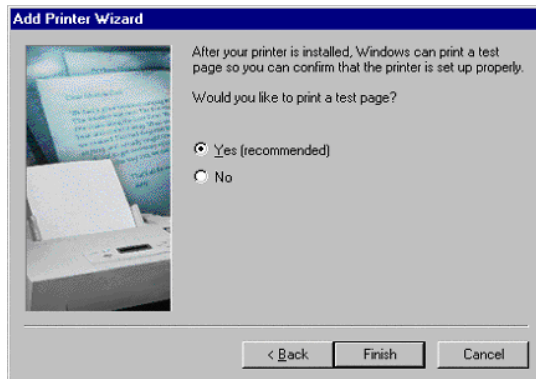 Add Printer Wizard
After your printer is installed, Windows can print a test
page so you can confirm that the printer is set up properly.
Would you like to print a test page?
Yes (recommended)
No
< Back
Finish
Cancel